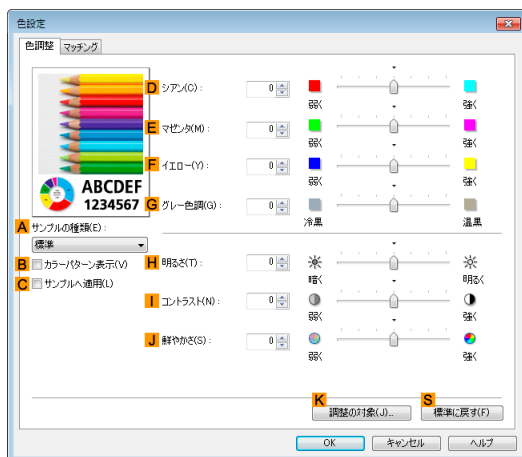 色設定
色調整 マッチング
ABCDEF
1234567
A サンプルの種類(E):
標準
B カラーパターン表示(V)
C サンプルへ適用(L)
D シアン(C): 0
弱く 強く
E マゼンタ(M): 0
弱く 強く
F イエロー(Y): 0
弱く 強く
G グレー色調(G): 0
冷黒 温黒
H 明るさ(T): 0
暗く 明るく
I コントラスト(N): 0
弱く 強く
J 鮮やかさ(S): 0
弱く 強く
K 調整の対象(J)... S 標準に戻す(F)
OK キャンセル ヘルプ